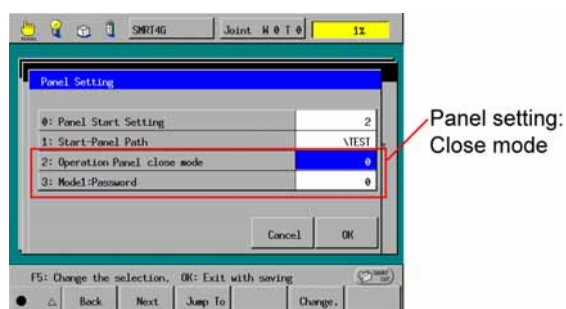 SMRT4G Joint W 0 T 0 1%
Panel Setting
0: Panel Start Setting 2
1: Start-Panel Path \TEST
2: Operation Panel close mode 0
3: Mode1:Password 0
Cancel OK
Panel setting:
Close mode
F5: Change the selection, OK: Exit with saving
Back Next Jump To Change.